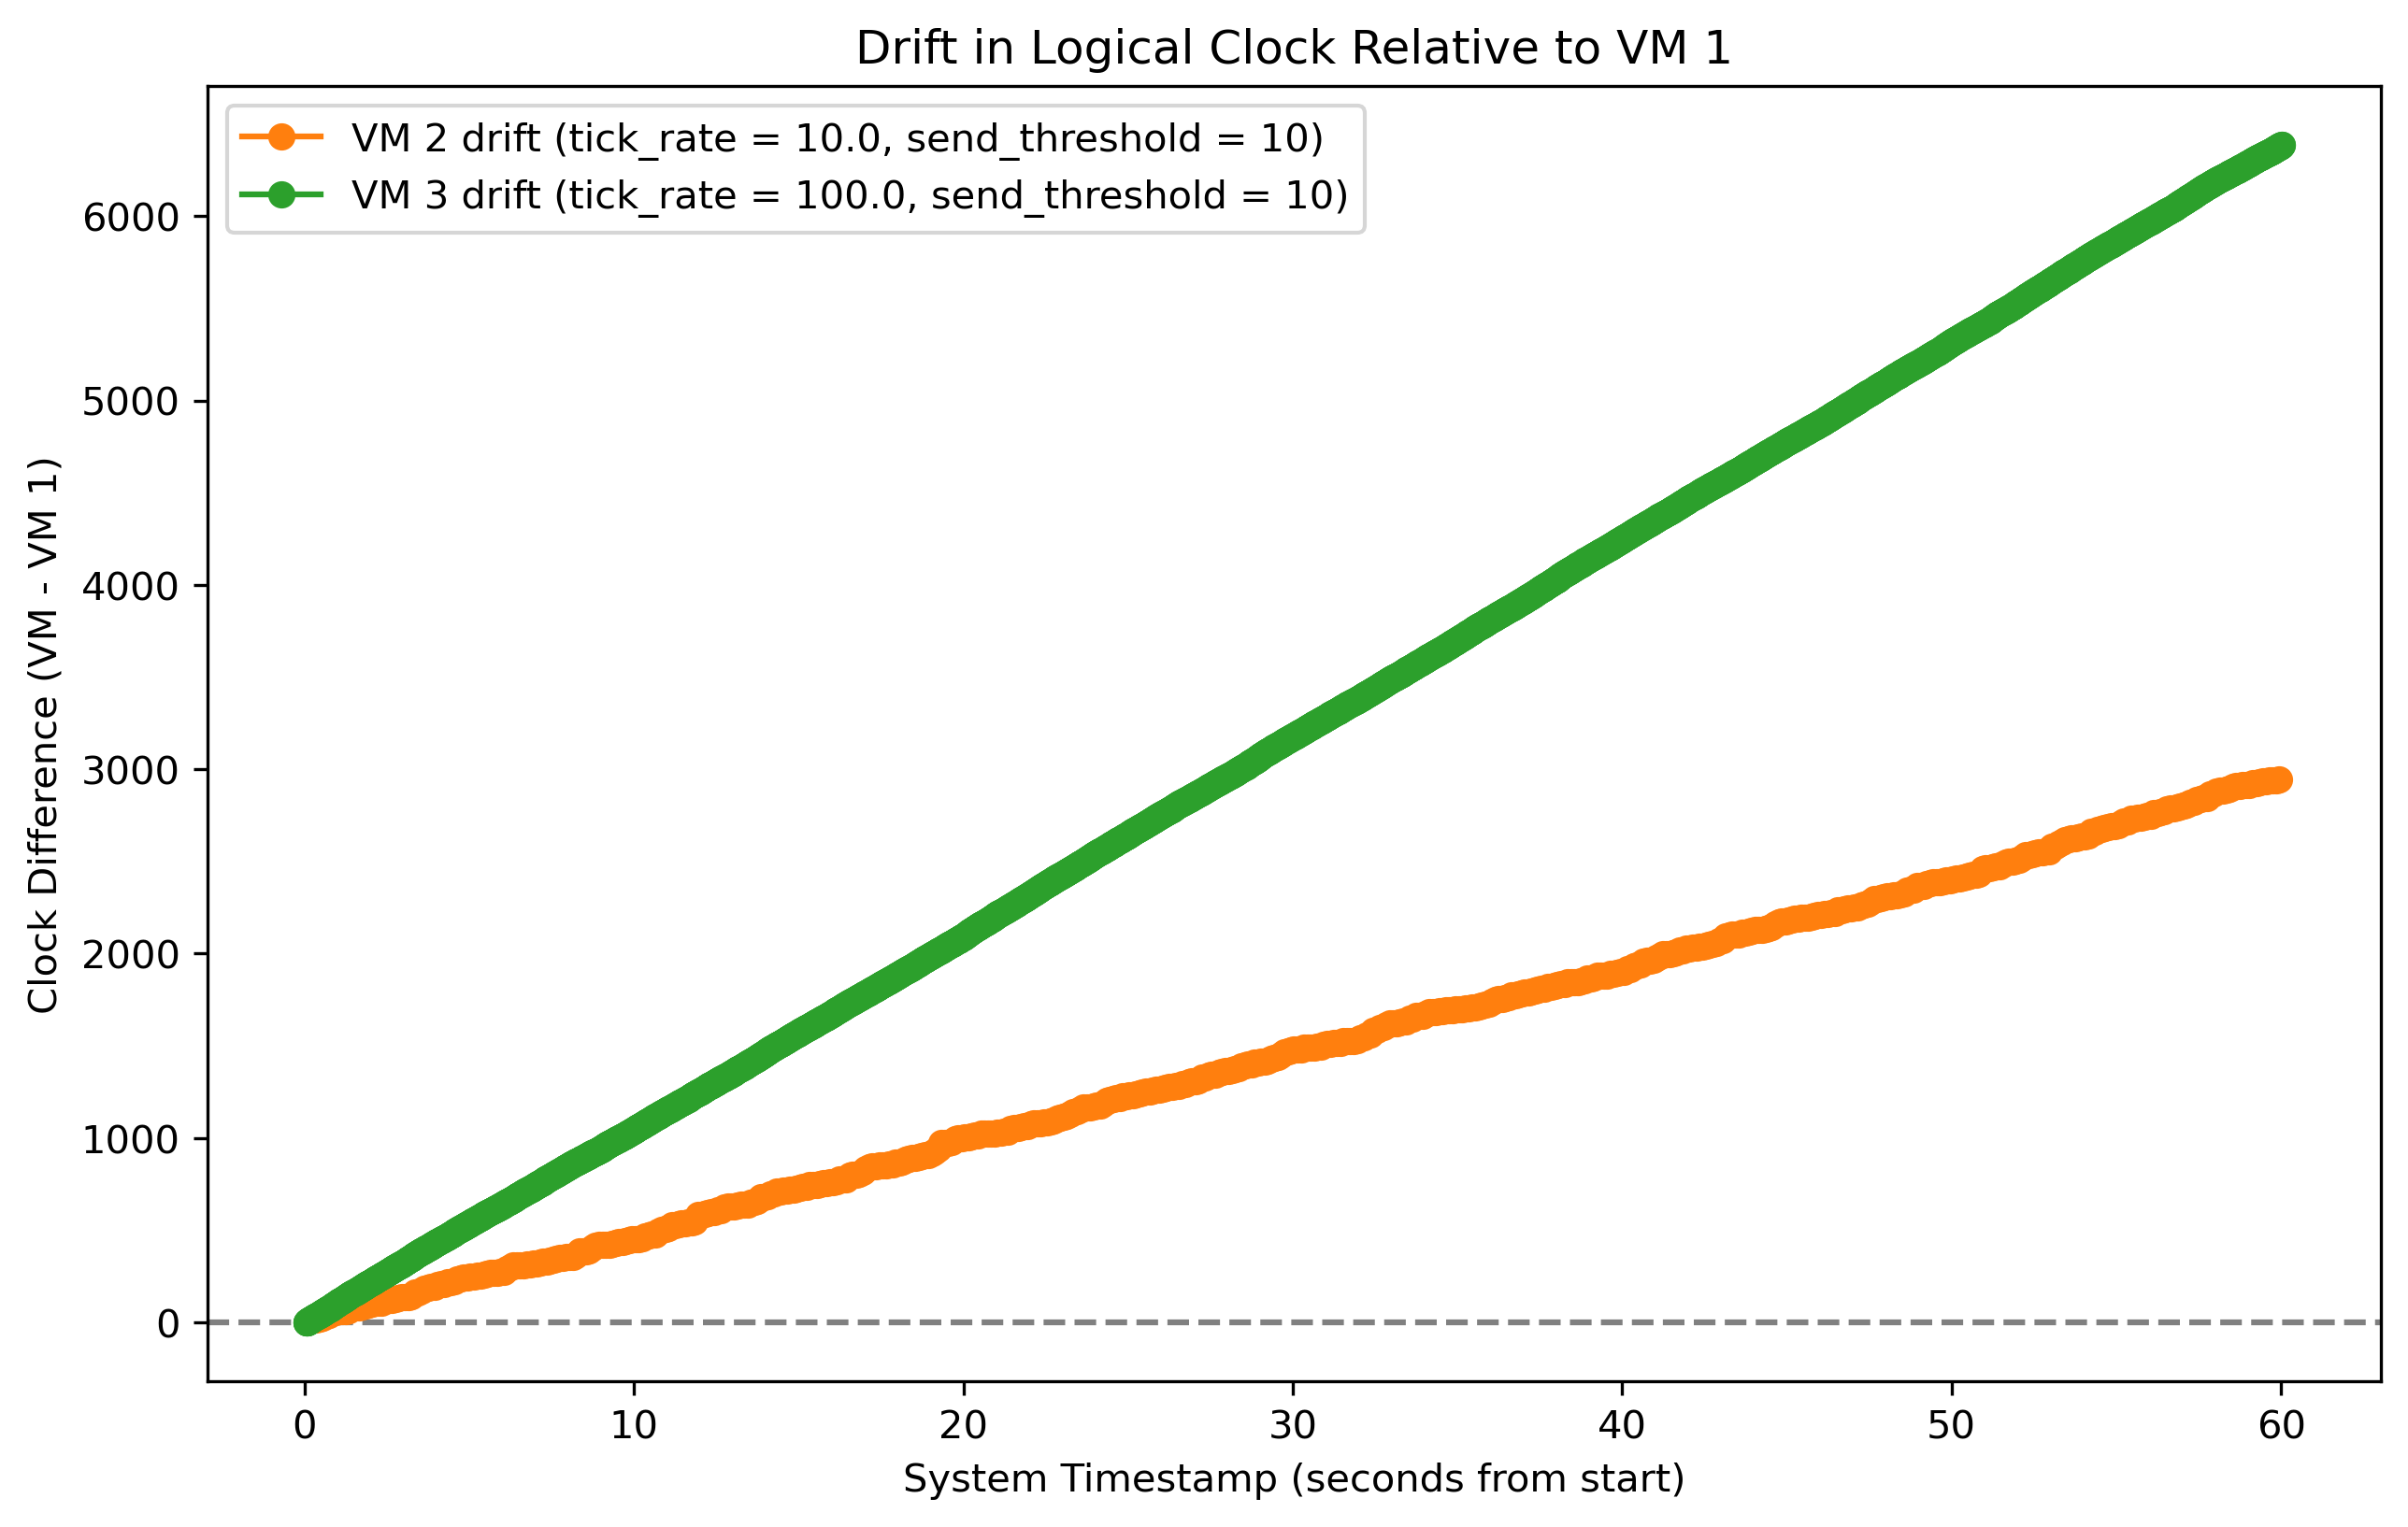 Drift in Logical Clock Relative to VM 1
VM 2 drift (tick_rate = 10.0, send_threshold = 10)
VM 3 drift (tick_rate = 100.0, send_threshold = 10)
Clock Difference (VM - VM 1)
6000
5000
4000
3000
2000
1000
0
0 10 20 30 40 50 60
System Timestamp (seconds from start)